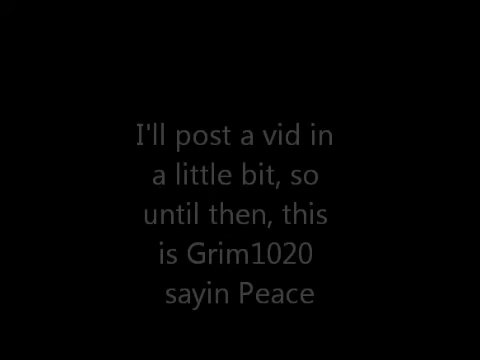 I'll post a vid in
a little bit, so
until then, this
is Grim1020
sayin Peace